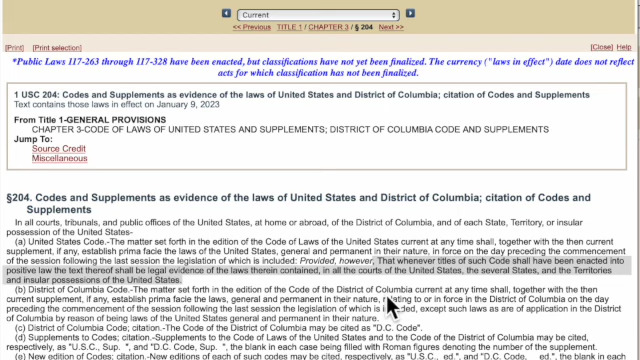 Current
<< Previous TITLE 1 / CHAPTER 3 / § 204 Next >>
[Print] [Print selection] [Close] Help
*Public Laws 117-263 through 117-328 have been enacted, but classifications have not yet been finalized. The currency ("laws in effect") date does not reflect
acts for which classification has not been finalized.
1 USC 204: Codes and Supplements as evidence of the laws of United States and District of Columbia; citation of Codes and Supplements
Text contains those laws in effect on January 9, 2023
From Title 1-GENERAL PROVISIONS
CHAPTER 3-CODE OF LAWS OF UNITED STATES AND SUPPLEMENTS; DISTRICT OF COLUMBIA CODE AND SUPPLEMENTS
Jump To:
Source Credit
Miscellaneous
§204. Codes and Supplements as evidence of the laws of United States and District of Columbia; citation of Codes and
Supplements
In all courts, tribunals, and public offices of the United States, at home or abroad, of the District of Columbia, and of each State, Territory, or insular
possession of the United States-
(a) United States Code.-The matter set forth in the edition of the Code of Laws of the United States current at any time shall, together with the then current
supplement, if any, establish prima facie the laws of the United States, general and permanent in their nature, in force on the day preceding the commencement
of the session following the last session the legislation of which is included: Provided, however, That whenever titles of such Code shall have been enacted into
positive law the text thereof shall be legal evidence of the laws therein contained, in all the courts of the United States, the several States, and the Territories
and insular possessions of the United States.
(b) District of Columbia Code.-The matter set forth in the edition of the Code of the District of Columbia current at any time shall, together with the then
current supplement, if any, establish prima facie the laws, general and permanent in their nature, relating to or in force in the District of Columbia on the day
preceding the commencement of the session following the last session the legislation of which is included, except such laws as are of application in the District
of Columbia by reason of being laws of the United States general and permanent in their nature.
(c) District of Columbia Code; citation.-The Code of the District of Columbia may be cited as "D.C. Code".
(d) Supplements to Codes; citation.-Supplements to the Code of Laws of the United States and to the Code of the District of Columbia may be cited,
respectively, as "U.S.C., Sup. ", and "D.C. Code, Sup. ", the blank in each case being filled with Roman figures denoting the number of the supplement.
(e) New edition of Codes; citation.-New editions of each of such codes may be cited, respectively, as "U.S.C., ed.", and "D.C. Code, ed.", the blank in each